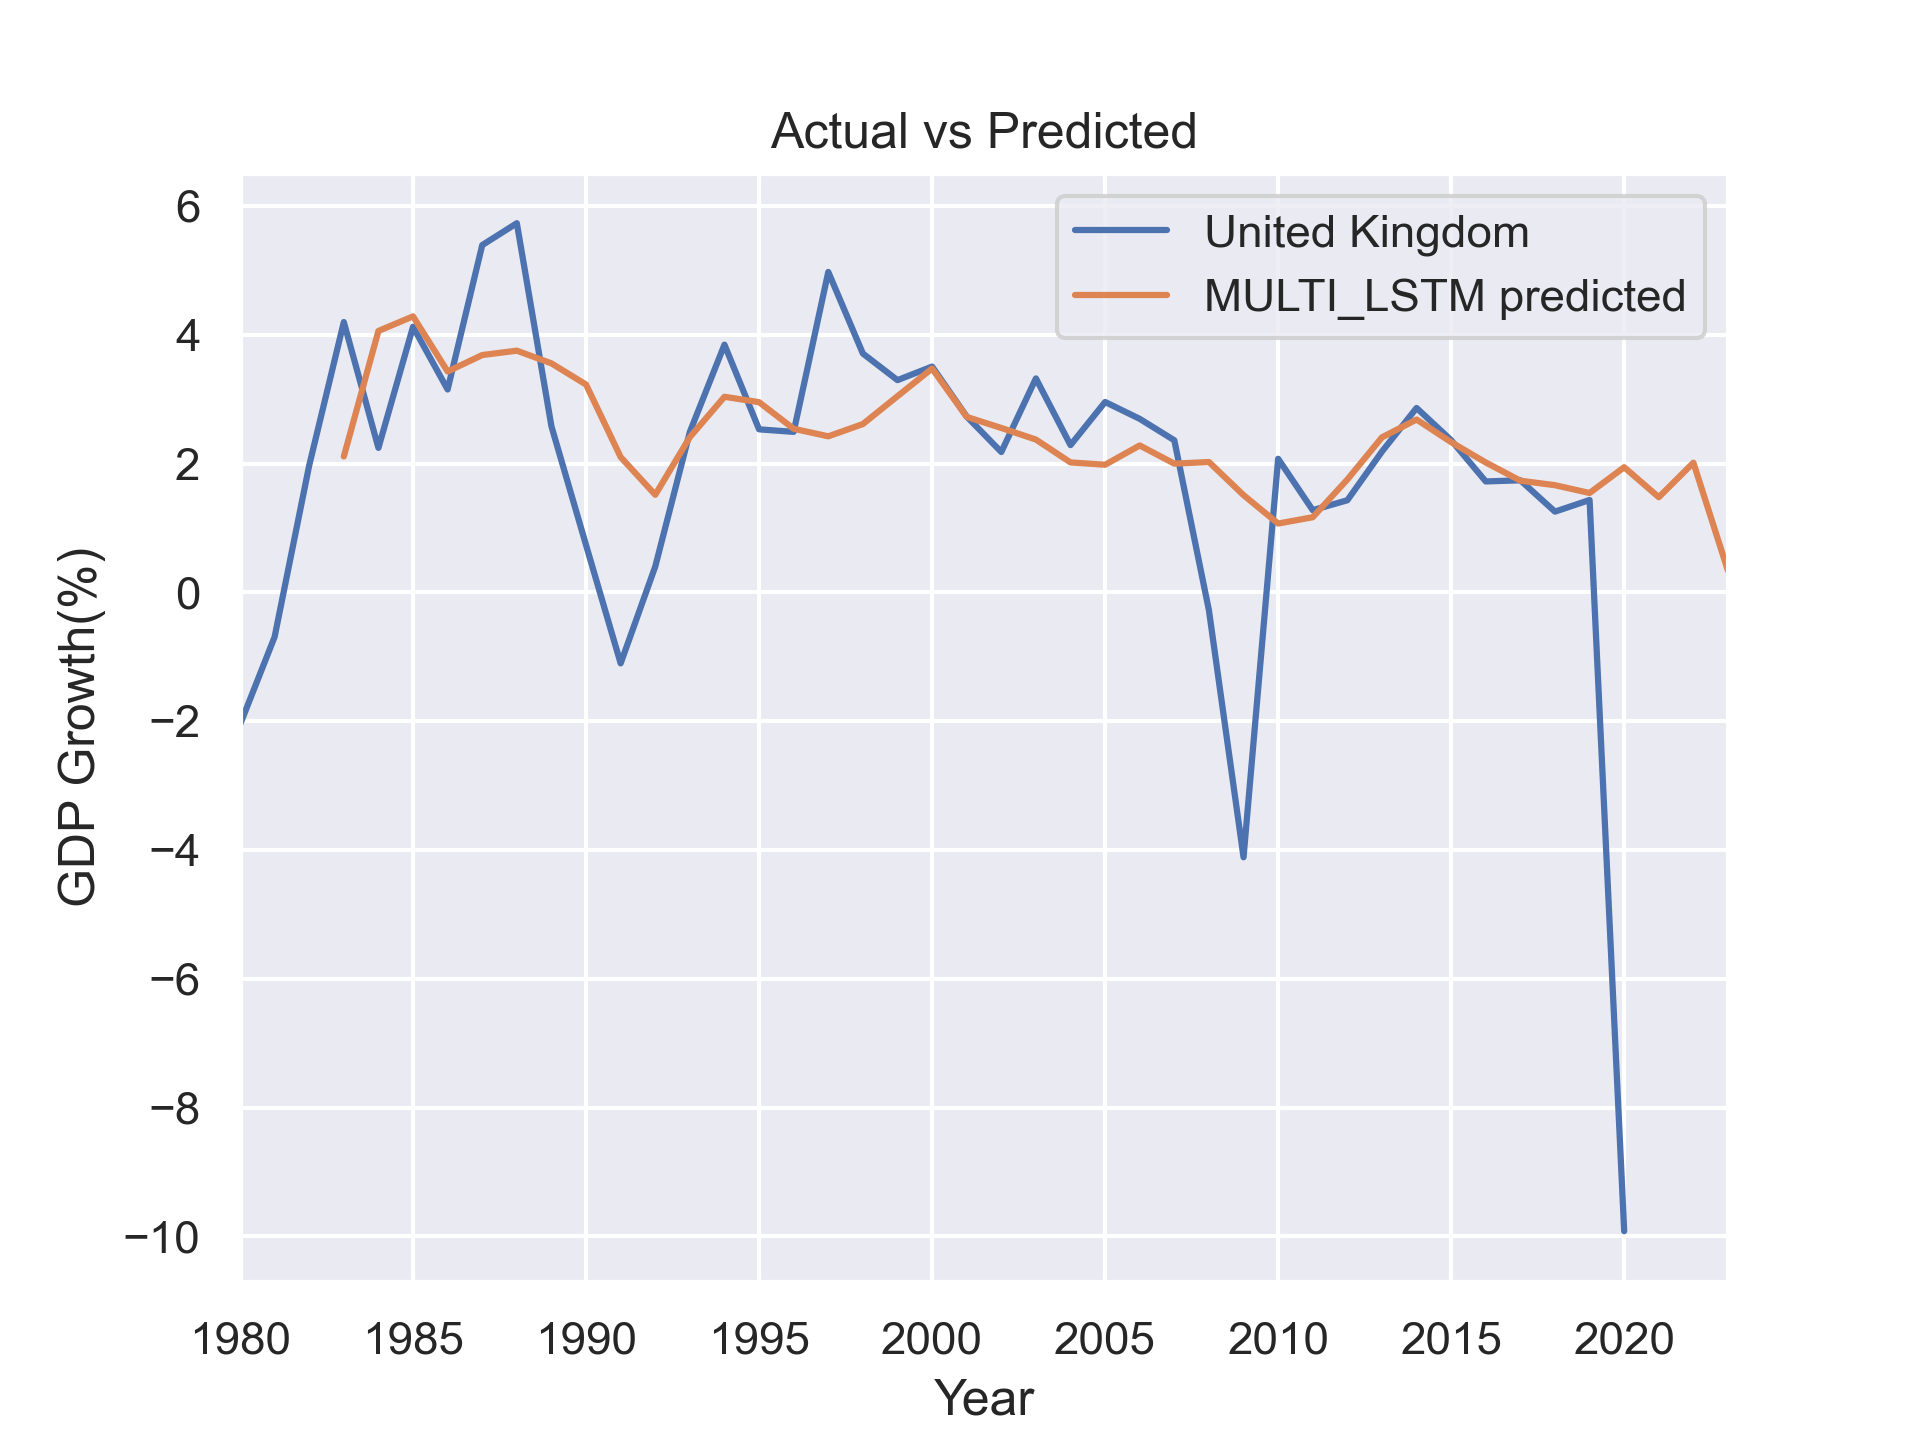 Actual vs Predicted
United Kingdom
MULTI_LSTM predicted
GDP Growth(%)
6
4
2
0
−2
−4
−6
−8
−10
1980 1985 1990 1995 2000 2005 2010 2015 2020
Year